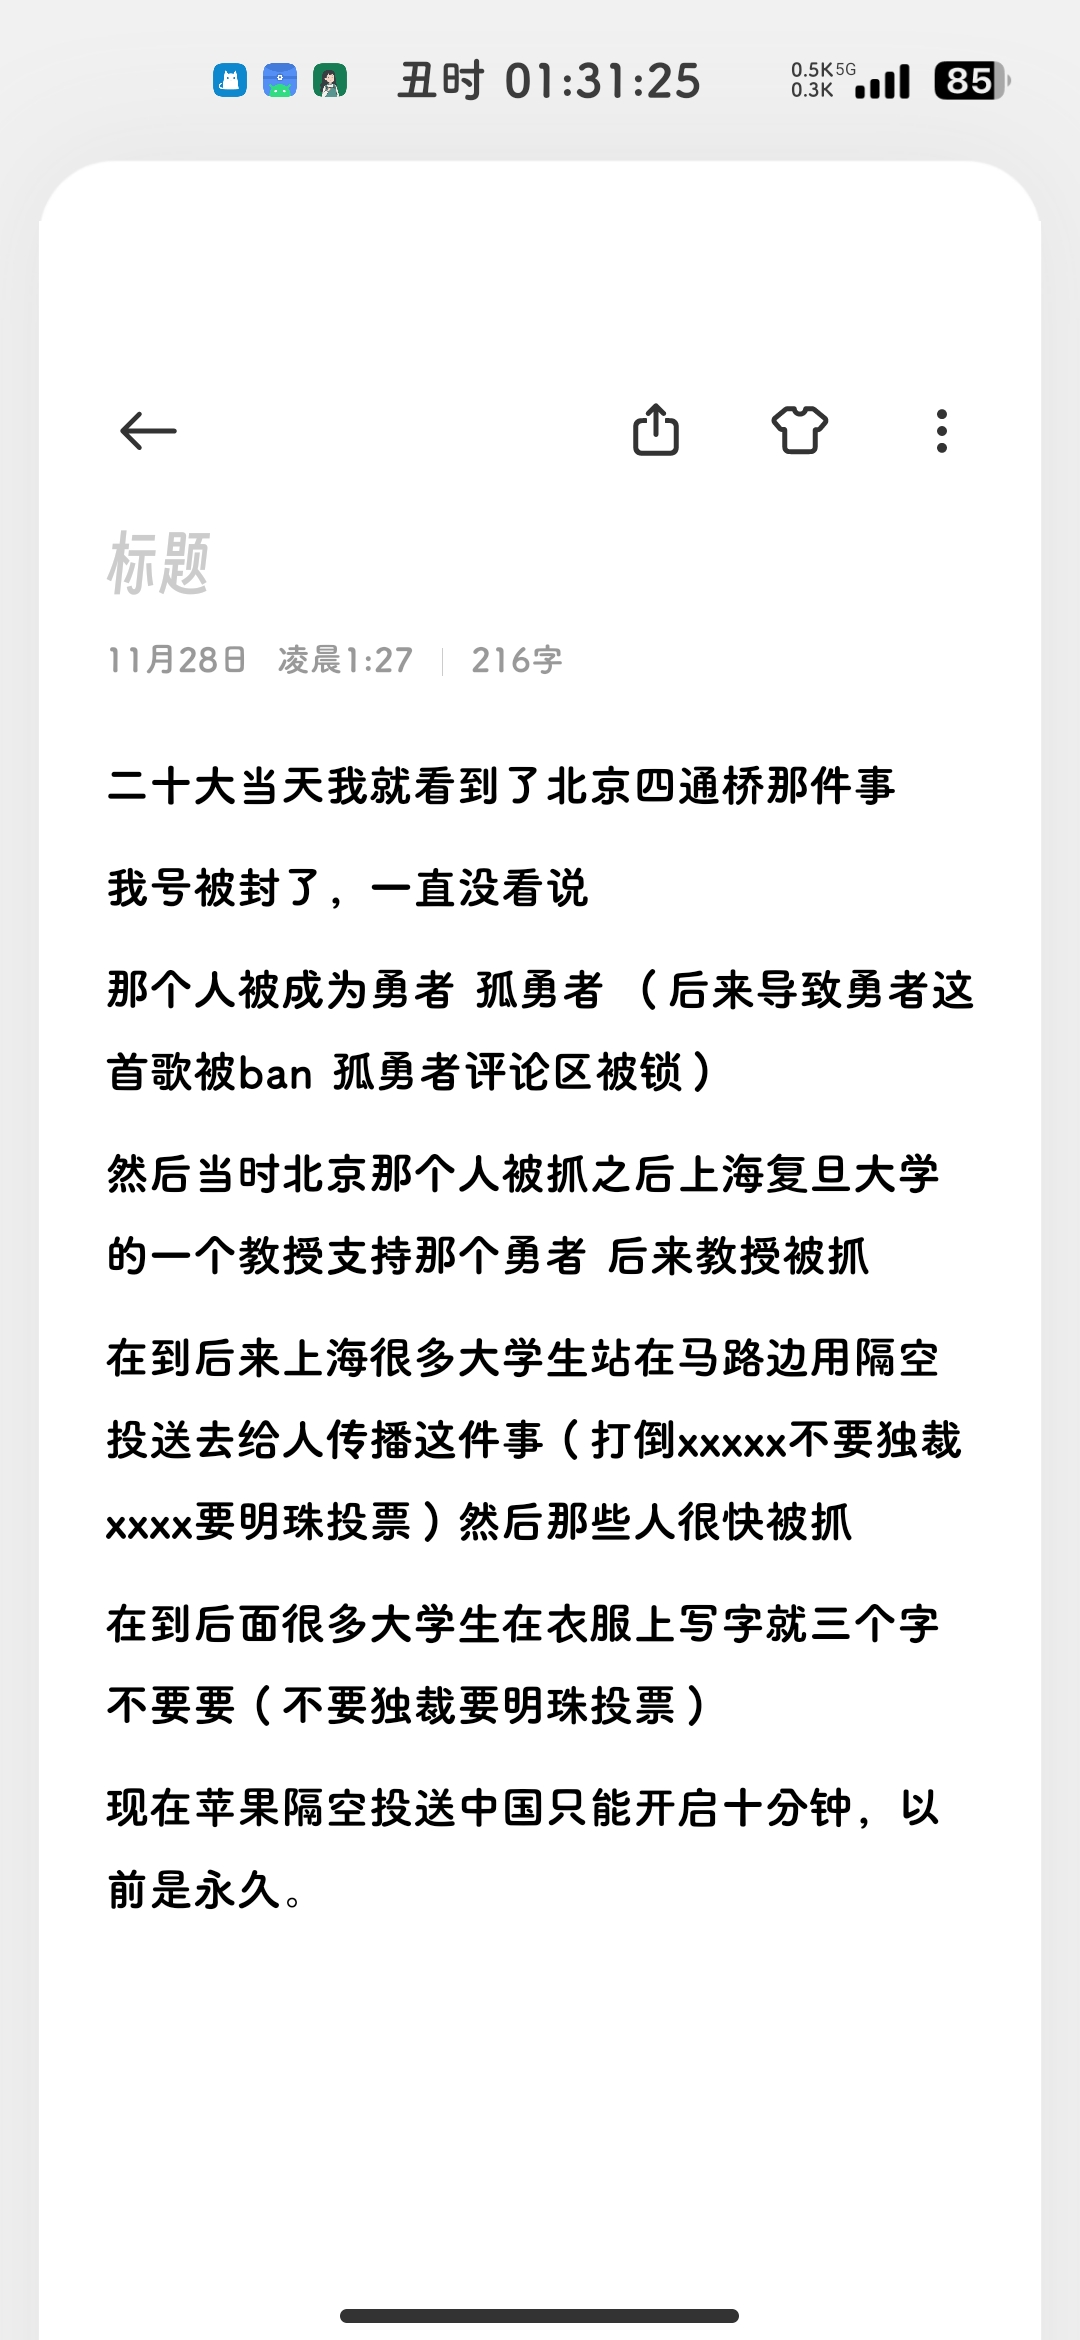 丑时 01:31:25
0.5K 5G
0.3K
85
标题
11月28日 凌晨1:27 | 216字
二十大当天我就看到了北京四通桥那件事
我号被封了，一直没看说
那个人被成为勇者 孤勇者 （后来导致勇者这
首歌被ban 孤勇者评论区被锁）
然后当时北京那个人被抓之后上海复旦大学
的一个教授支持那个勇者 后来教授被抓
在到后来上海很多大学生站在马路边用隔空
投送去给人传播这件事（打倒xxxxx不要独裁
xxxx要明珠投票）然后那些人很快被抓
在到后面很多大学生在衣服上写字就三个字
不要要（不要独裁要明珠投票）
现在苹果隔空投送中国只能开启十分钟，以
前是永久。